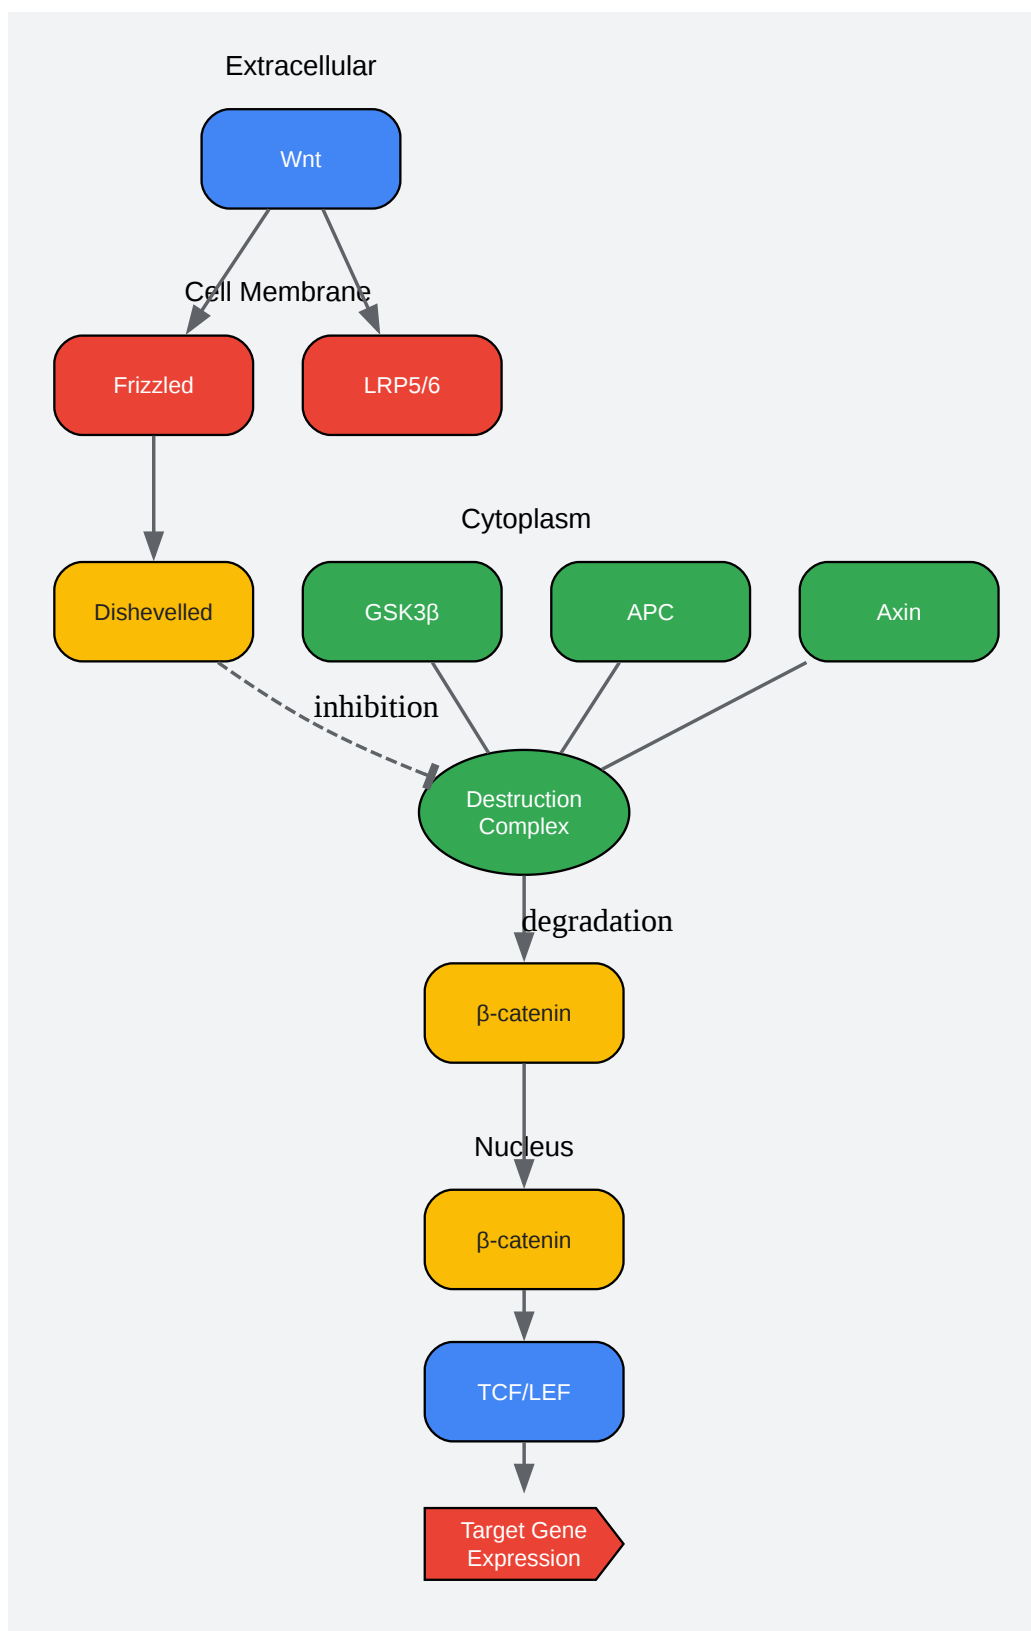 Extracellular
Wnt
Cell Membrane
Frizzled
LRP5/6
Cytoplasm
Dishevelled
GSK3β
APC
Axin
inhibition
Destruction
Complex
degradation
β-catenin
Nucleus
β-catenin
TCF/LEF
Target Gene
Expression